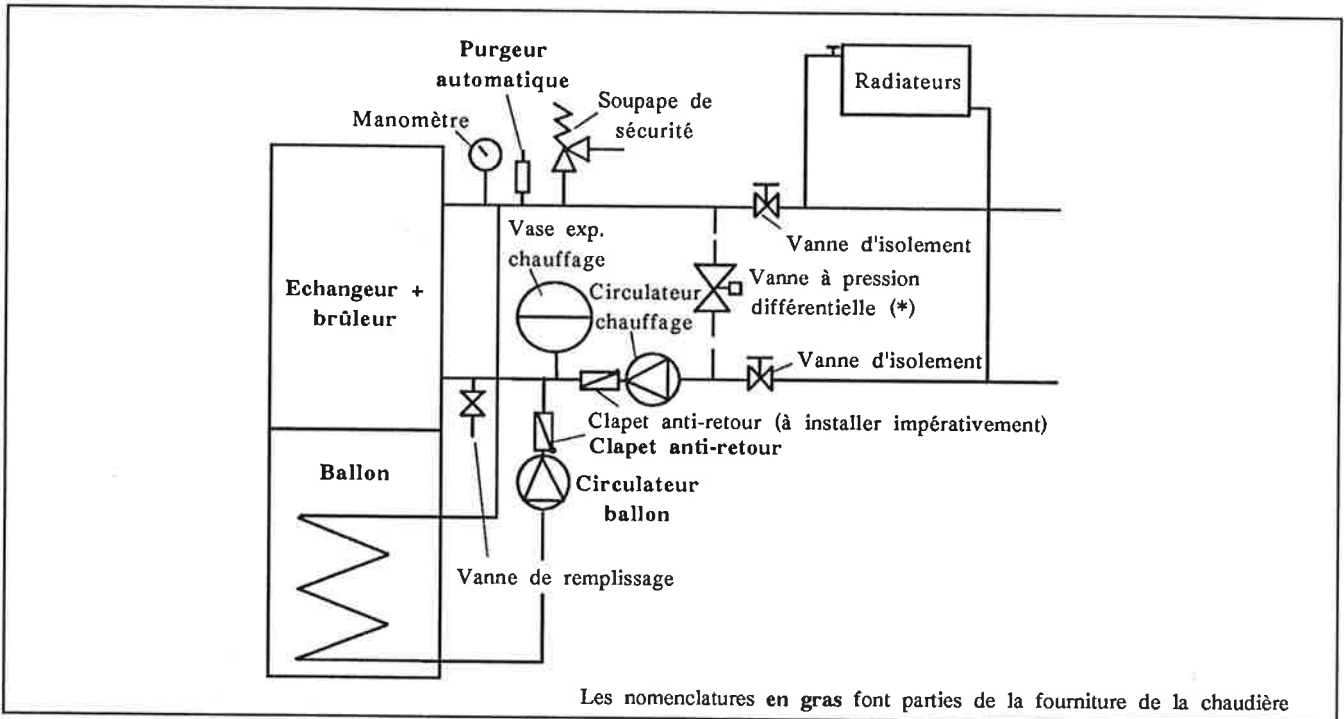 Purgeur
automatique
Soupape de
sécurité
Manomètre
Radiateurs
Vase exp.
chauffage
Vanne d'isolement
Echangeur +
brûleur
Circulateur
chauffage
Vanne à pression
différentielle (*)
Vanne d'isolement
Clapet anti-retour (à installer impérativement)
Clapet anti-retour
Ballon
Circulateur
ballon
Vanne de remplissage
Les nomenclatures en gras font parties de la fourniture de la chaudière